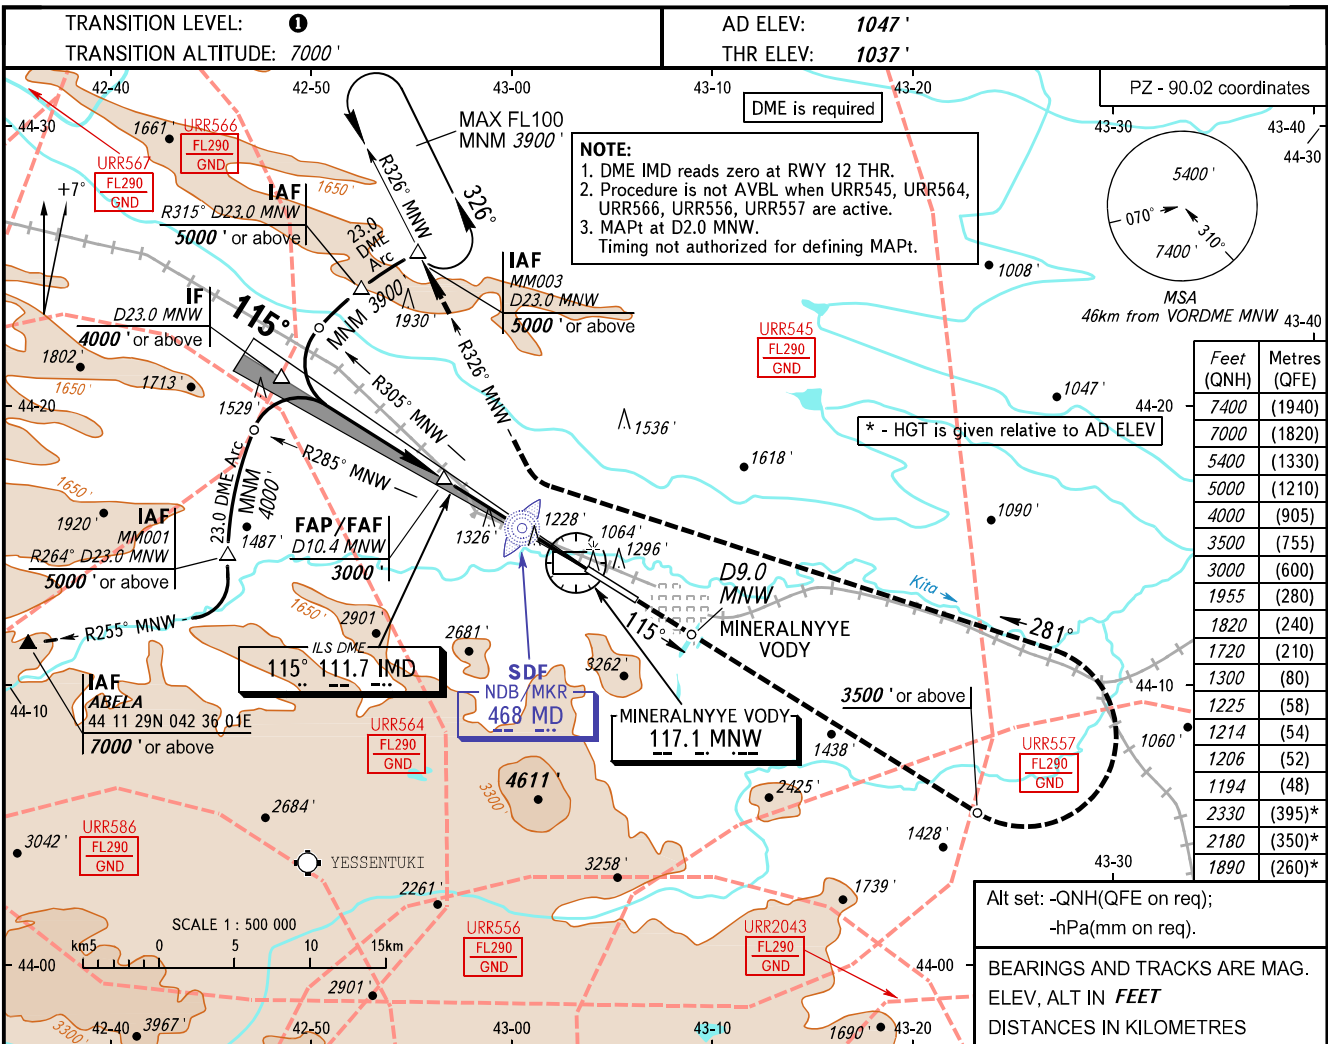 TRANSITION LEVEL: ❶
TRANSITION ALTITUDE: 7000 '
AD ELEV: 1047 '
THR ELEV: 1037 '
42-40
42-50
43-00
43-10
43-20
PZ - 90.02 coordinates
44-30
43-30
43-40
44-30
DME is required
MAX FL100
MNM 3900 '
NOTE:
1. DME IMD reads zero at RWY 12 THR.
2. Procedure is not AVBL when URR545, URR564,
URR566, URR556, URR557 are active.
3. MAPt at D2.0 MNW.
Timing not authorized for defining MAPt.
1661 '
URR566
FL290
GND
URR567
FL290
GND
1650 '
+7°
IAF
R315° D23.0 MNW
5000 ' or above
R326° MNW
326°
23.0
DME
Arc
MNM 3900 '
1930 '
IAF
MM003
D23.0 MNW
5000 ' or above
5400 '
070°
310°
7400 '
MSA
46km from VORDME MNW
43-40
1008 '
IF
D23.0 MNW
4000 ' or above
115°
R305° MNW
R326° MNW
URR545
FL290
GND
1802 '
1650 '
1713 '
1529 '
1536 '
1047 '
44-20
44-20
* - HGT is given relative to AD ELEV
1618 '
1090 '
R285° MNW
23.0 DME Arc
MNM
4000 '
1650 '
1920 '
IAF
MM001
R264° D23.0 MNW
5000 ' or above
1487 '
FAP/FAF
D10.4 MNW
3000 '
1326 '
1228 '
1064 '
1296 '
D9.0
MNW
Kita
281°
115°
MINERALNYYE
VODY
R255° MNW
1650 '
2901 '
2681 '
3262 '
ILS DME
115° 111.7 IMD
SDF
NDB/MKR
468 MD
MINERALNYYE VODY
117.1 MNW
IAF
ABELA
44 11 29N 042 36 01E
7000 ' or above
44-10
44-10
3500 ' or above
URR564
FL290
GND
URR557
FL290
GND
1438 '
1060 '
4611 '
3300 '
2425 '
2684 '
1428 '
URR586
FL290
GND
3042 '
YESSENTUKI
3258 '
2261 '
1739 '
43-30
SCALE 1 : 500 000
km5 0 5 10 15km
URR556
FL290
GND
URR2043
FL290
GND
44-00
44-00
2901 '
3967 '
3300 '
1690 '
42-40
42-50
43-00
43-10
43-20
Feet Metres
(QNH) (QFE)
7400 (1940)
7000 (1820)
5400 (1330)
5000 (1210)
4000 (905)
3500 (755)
3000 (600)
1955 (280)
1820 (240)
1720 (210)
1300 (80)
1225 (58)
1214 (54)
1206 (52)
1194 (48)
2330 (395)*
2180 (350)*
1890 (260)*
Alt set: -QNH(QFE on req);
-hPa(mm on req).
BEARINGS AND TRACKS ARE MAG.
ELEV, ALT IN FEET
DISTANCES IN KILOMETRES